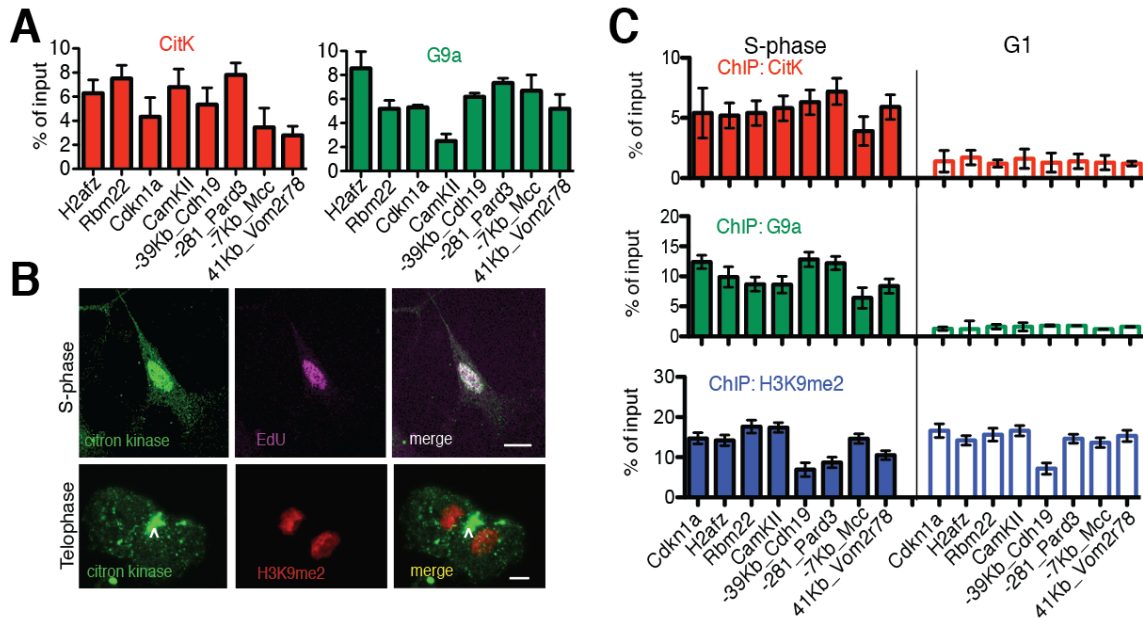 A
CitK
% of input
10
8
6
4
2
0
H2afz
Rbm22
Cdkn1a
CamKII
-39Kb_Cdh19
-281_Pard3
-7Kb_Mcc
41Kb_Vom2r78
G9a
10
8
6
4
2
0
H2afz
Rbm22
Cdkn1a
CamKII
-39Kb_Cdh19
-281_Pard3
-7Kb_Mcc
41Kb_Vom2r78
B
S-phase
citron kinase
EdU
merge
Telophase
citron kinase
H3K9me2
merge
C
S-phase
G1
ChIP: CitK
% of input
10
5
0
ChIP: G9a
% of input
20
15
10
5
0
ChIP: H3K9me2
% of input
30
20
10
0
Cdkn1a
H2afz
Rbm22
CamKII
-39Kb_Cdh19
-281_Pard3
-7Kb_Mcc
41Kb_Vom2r78
Cdkn1a
H2afz
Rbm22
CamKII
-39Kb_Cdh19
-281_Pard3
-7Kb_Mcc
41Kb_Vom2r78